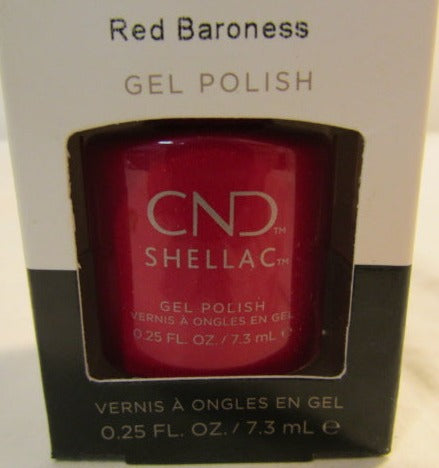 Red Baroness
GEL POLISH
CND™
SHELLAC™
GEL POLISH
VERNIS À ONGLES EN GEL
0.25 FL. OZ. / 7.3 mL ℮
VERNIS À ONGLES EN GEL
0.25 FL. OZ. / 7.3 mL ℮